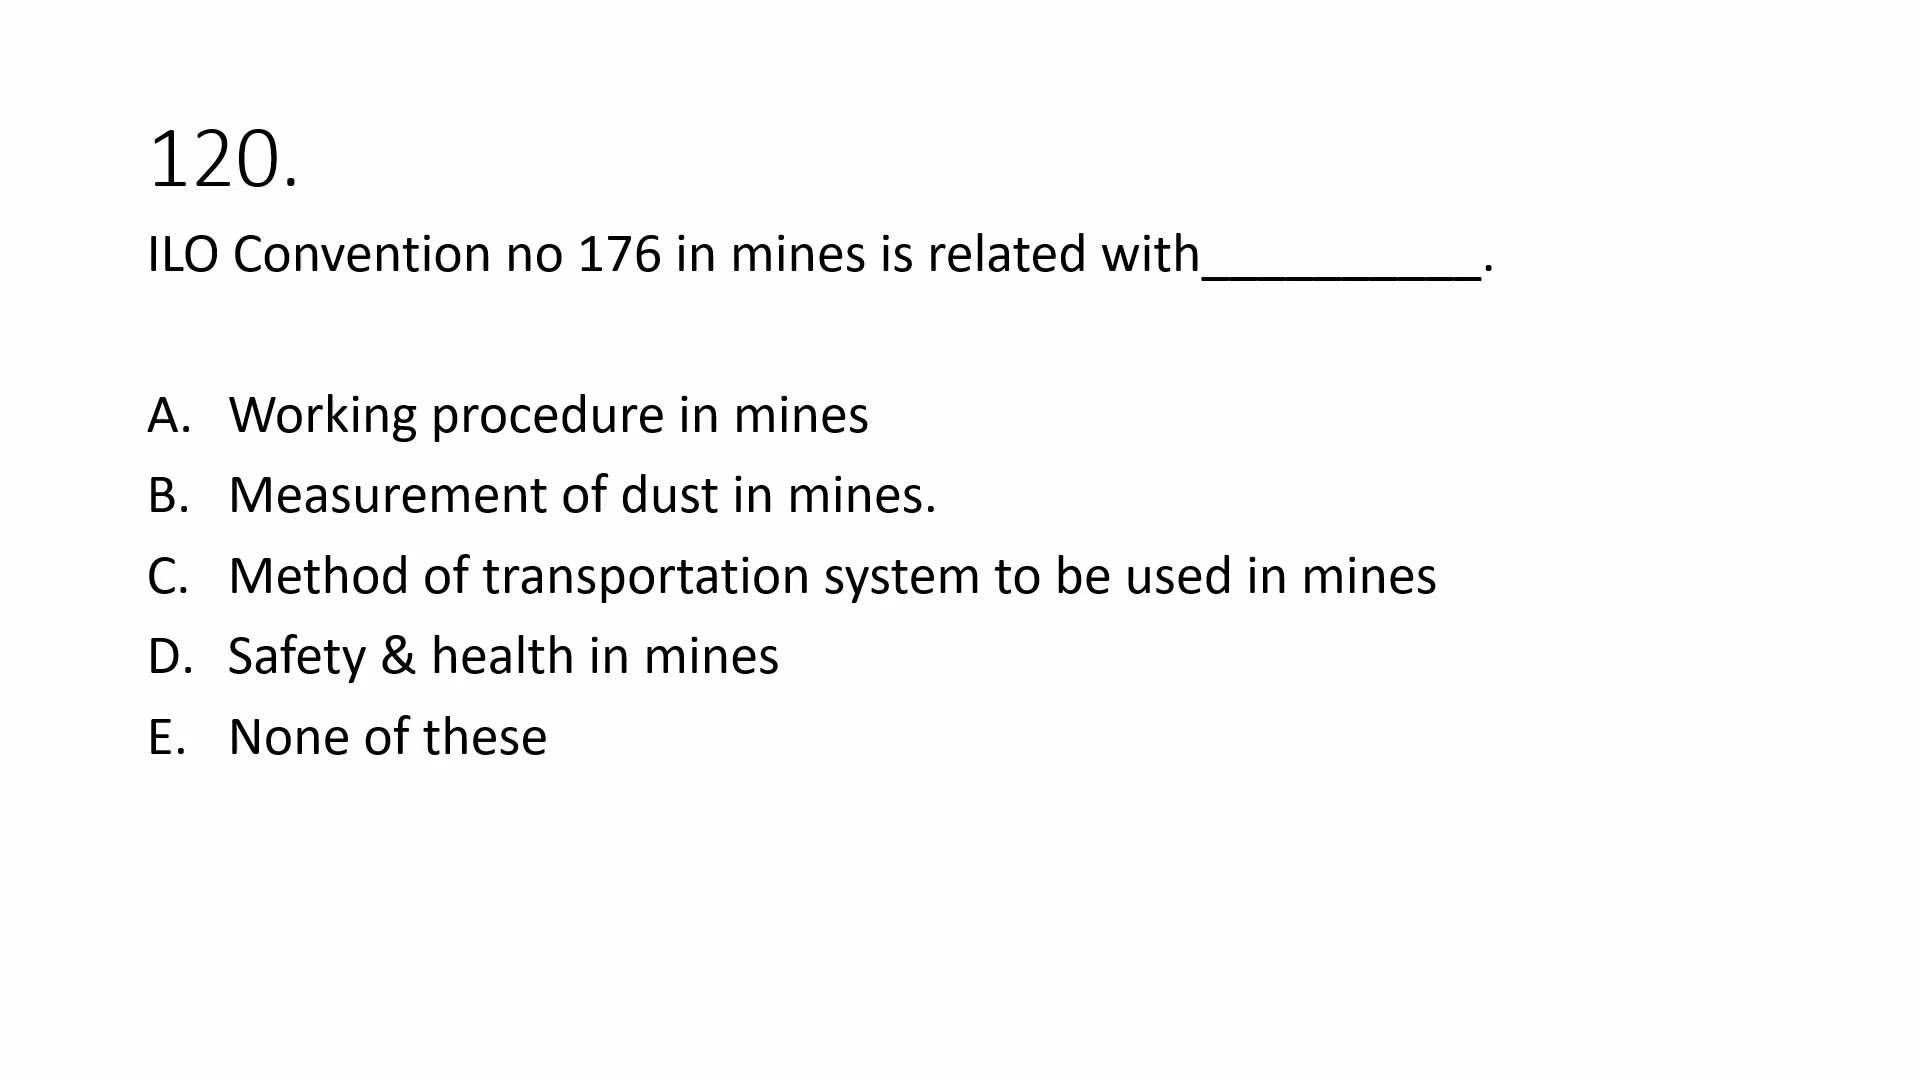 120.
ILO Convention no 176 in mines is related with__________.
A. Working procedure in mines
B. Measurement of dust in mines.
C. Method of transportation system to be used in mines
D. Safety & health in mines
E. None of these